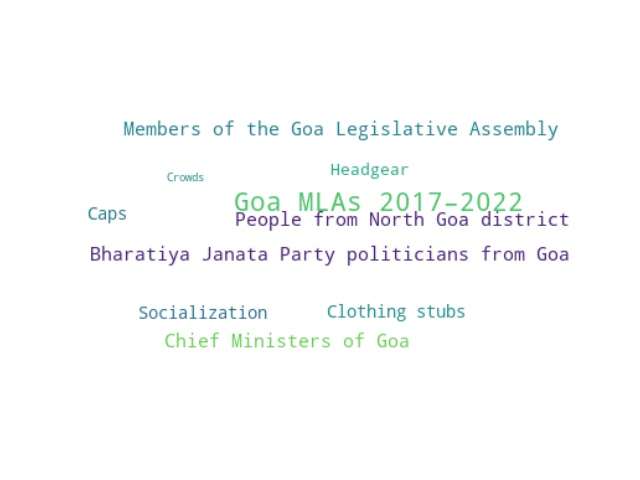 Members of the Goa Legislative Assembly
Headgear
Crowds
Goa MLAs 2017–2022
Caps
People from North Goa district
Bharatiya Janata Party politicians from Goa
Socialization
Clothing stubs
Chief Ministers of Goa